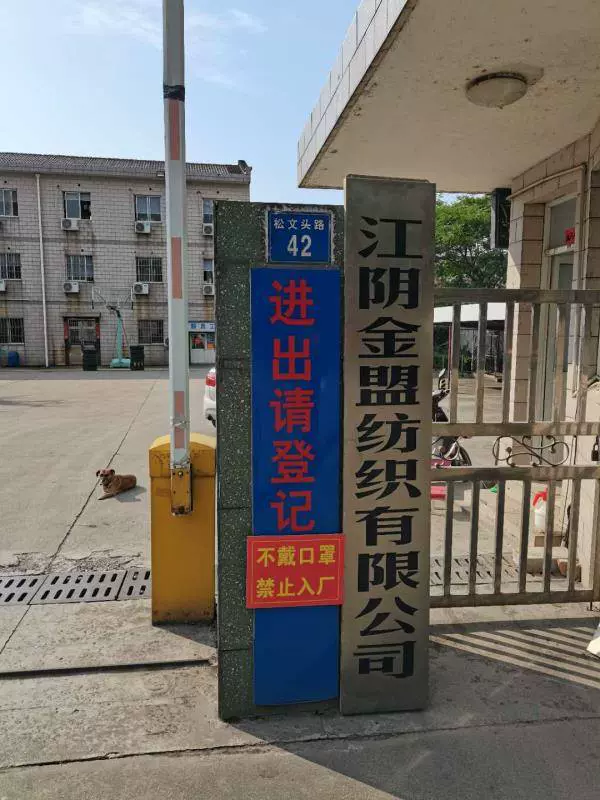 松文头路
42
进出请登记
不戴口罩
禁止入厂
江阴金盟纺织有限公司